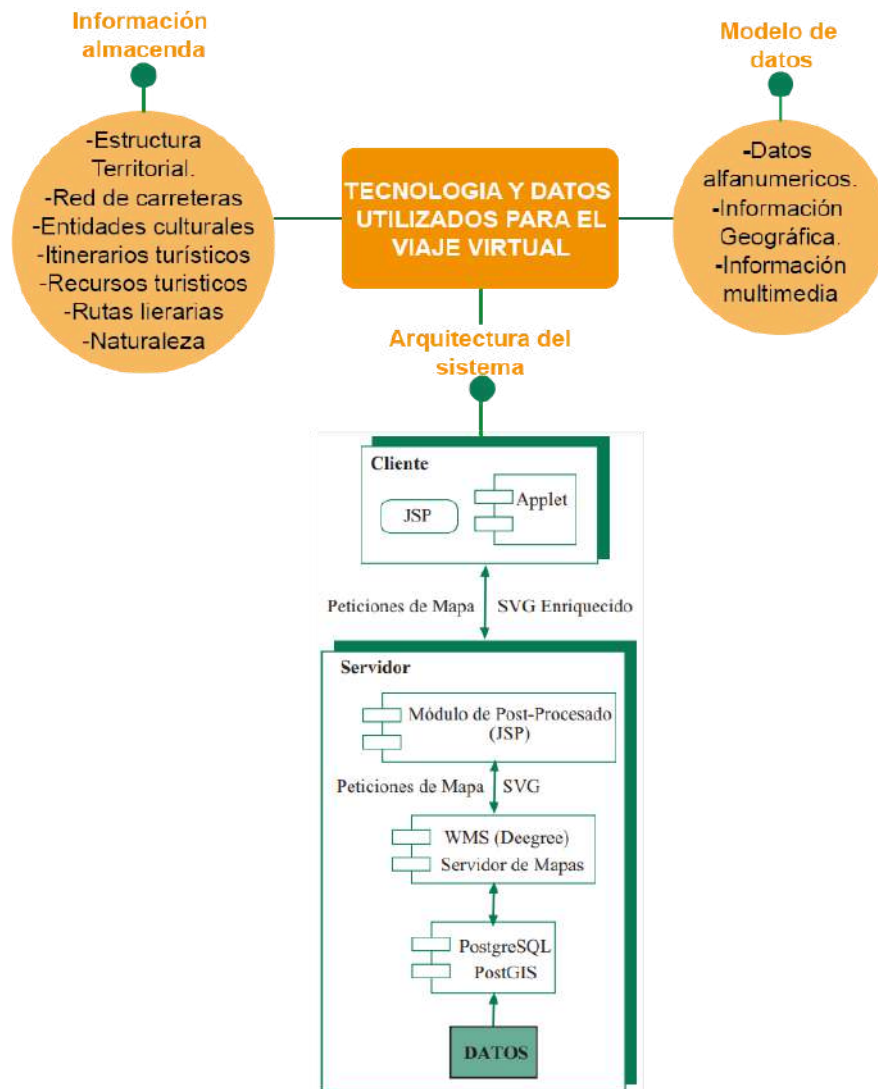 Información
almacenda
-Estructura
Territorial.
-Red de carreteras
-Entidades culturales
-Itinerarios turísticos
-Recursos turisticos
-Rutas lierarias
-Naturaleza
TECNOLOGIA Y DATOS
UTILIZADOS PARA EL
VIAJE VIRTUAL
Modelo de
datos
-Datos
alfanumericos.
-Información
Geográfica.
-Información
multimedia
Arquitectura del
sistema
Cliente
JSP
Applet
Peticiones de Mapa
SVG Enriquecido
Servidor
Módulo de Post-Procesado
(JSP)
Peticiones de Mapa
SVG
WMS (Deegree)
Servidor de Mapas
PostgreSQL
PostGIS
DATOS